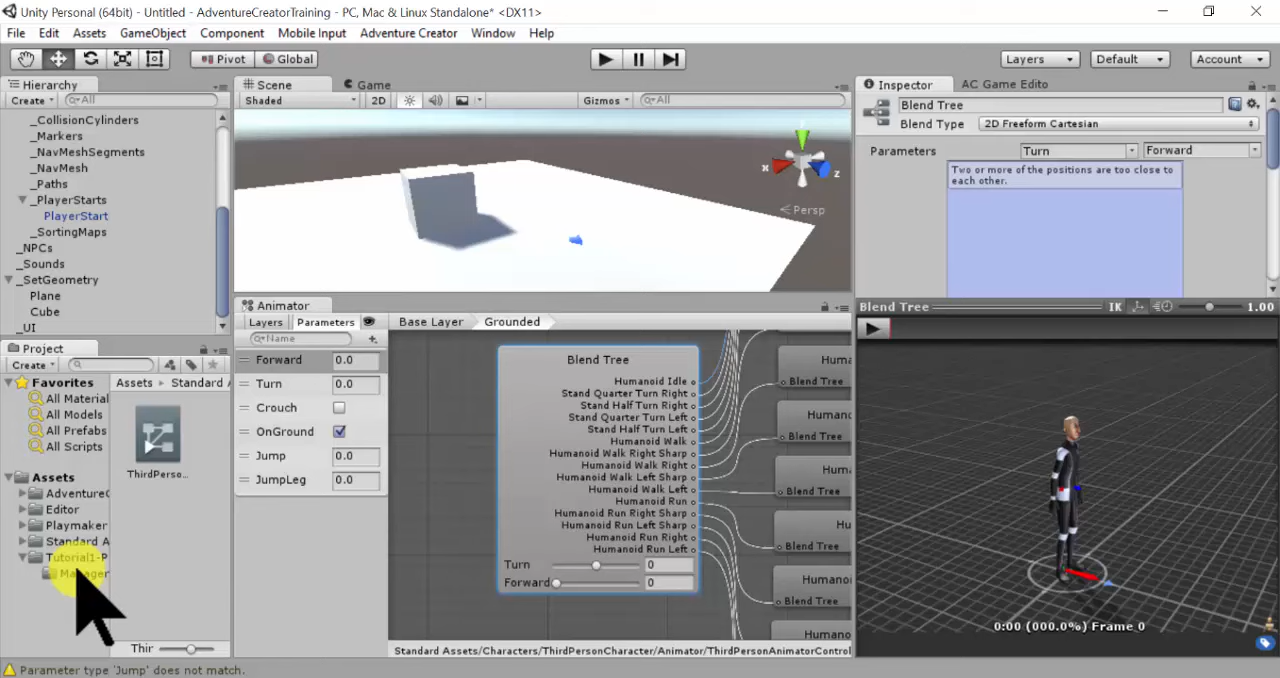 Unity Personal (64bit) - Untitled - AdventureCreatorTraining - PC, Mac & Linux Standalone* <DX11>
File Edit Assets GameObject Component Mobile Input Adventure Creator Window Help
Pivot Global Layers Default Account
Hierarchy
Create All
_CollisionCylinders
_Markers
_NavMeshSegments
_NavMesh
_Paths
_PlayerStarts
PlayerStart
_SortingMaps
_NPCs
_Sounds
_SetGeometry
Plane
Cube
_UI
Scene Game
Shaded 2D Gizmos All
x z
Persp
Project
Create
Favorites
All Material
All Models
All Prefabs
All Scripts
Assets
Adventure
Editor
Playmaker
Standard A
Tutorial1-P
Manager
Assets Standard A
ThirdPerso...
Thir
Animator
Layers Parameters
Name
Forward 0.0
Turn 0.0
Crouch
OnGround
Jump 0.0
JumpLeg 0.0
Base Layer Grounded
Blend Tree
Humanoid Idle
Stand Quarter Turn Right
Stand Half Turn Right
Stand Quarter Turn Left
Stand Half Turn Left
Humanoid Walk
Humanoid Walk Right Sharp
Humanoid Walk Right
Humanoid Walk Left Sharp
Humanoid Walk Left
Humanoid Run
Humanoid Run Right Sharp
Humanoid Run Left Sharp
Humanoid Run Right
Humanoid Run Left
Turn 0
Forward 0
Huma
Blend Tree
Human
Blend Tree
Human
Blend Tree
Hu
Blend Tree
Humano
Blend Tree
Huma
Standard Assets/Characters/ThirdPersonCharacter/Animator/ThirdPersonAnimatorControl
Inspector AC Game Edito
Blend Tree
Blend Type 2D Freeform Cartesian
Parameters Turn Forward
Two or more of the positions are too close to
each other.
Blend Tree IK 1.00
0:00 (000.0%) Frame 0
Parameter type 'Jump' does not match.